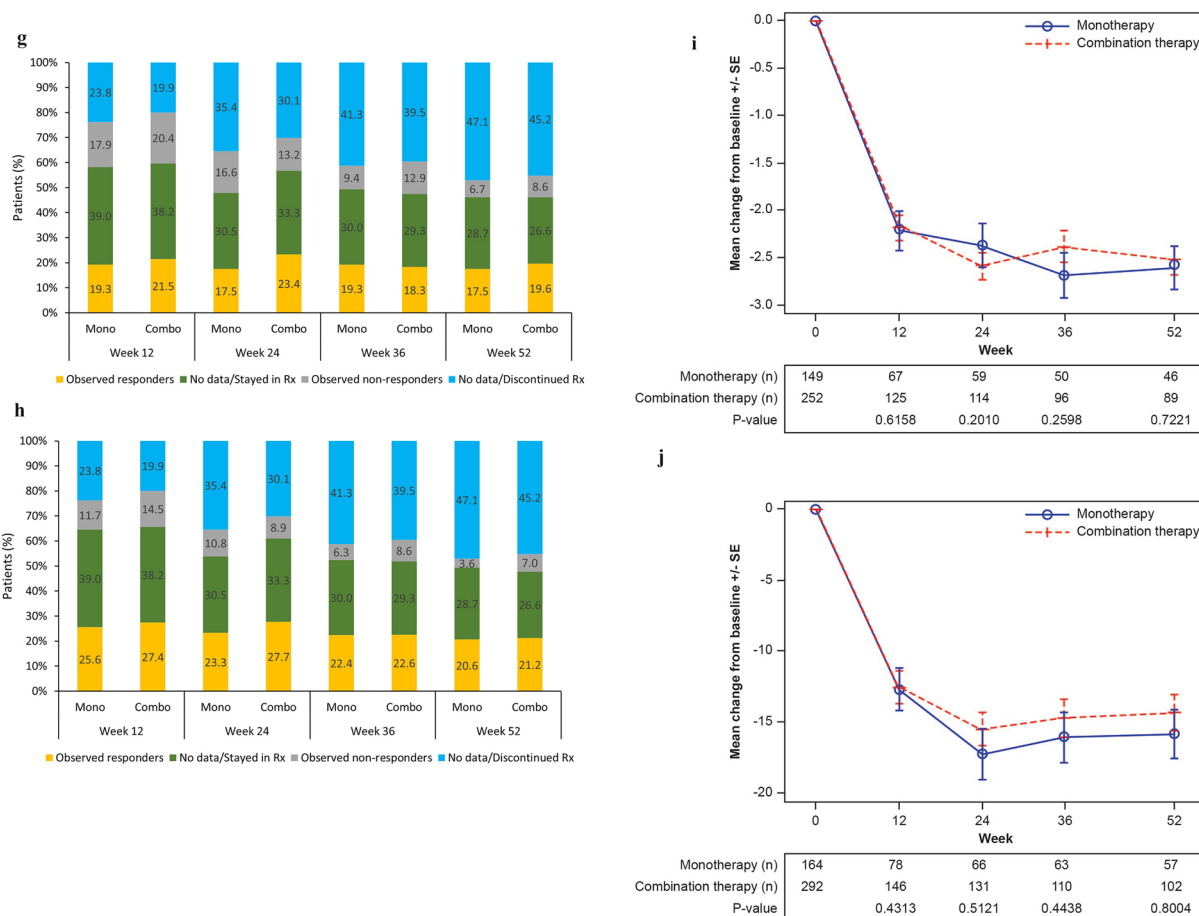 g
100%
90%
80%
70%
60%
50%
40%
30%
20%
10%
0%
Patients (%)
23.8 19.9 35.4 30.1 41.3 39.5 47.1 45.2
17.9 20.4 16.6 13.2 9.4 12.9 6.7 8.6
39.0 38.2 30.5 33.3 30.0 29.3 28.7 26.6
19.3 21.5 17.5 23.4 19.3 18.3 17.5 19.6
Mono Combo Mono Combo Mono Combo Mono Combo
Week 12 Week 24 Week 36 Week 52
Observed responders No data/Stayed in Rx Observed non-responders No data/Discontinued Rx
h
100%
90%
80%
70%
60%
50%
40%
30%
20%
10%
0%
Patients (%)
23.8 19.9 35.4 30.1 41.3 39.5 47.1 45.2
11.7 14.5 10.8 8.9 6.3 8.6 3.6 7.0
39.0 38.2 30.5 33.3 30.0 29.3 28.7 26.6
25.6 27.4 23.3 27.7 22.4 22.6 20.6 21.2
Mono Combo Mono Combo Mono Combo Mono Combo
Week 12 Week 24 Week 36 Week 52
Observed responders No data/Stayed in Rx Observed non-responders No data/Discontinued Rx
i
Monotherapy
Combination therapy
Mean change from baseline +/- SE
0.0
-0.5
-1.0
-1.5
-2.0
-2.5
-3.0
0 12 24 36 52
Week
Monotherapy (n) 149 67 59 50 46
Combination therapy (n) 252 125 114 96 89
P-value 0.6158 0.2010 0.2598 0.7221
j
Monotherapy
Combination therapy
Mean change from baseline +/- SE
0
-5
-10
-15
-20
0 12 24 36 52
Week
Monotherapy (n) 164 78 66 63 57
Combination therapy (n) 292 146 131 110 102
P-value 0.4313 0.5121 0.4438 0.8004